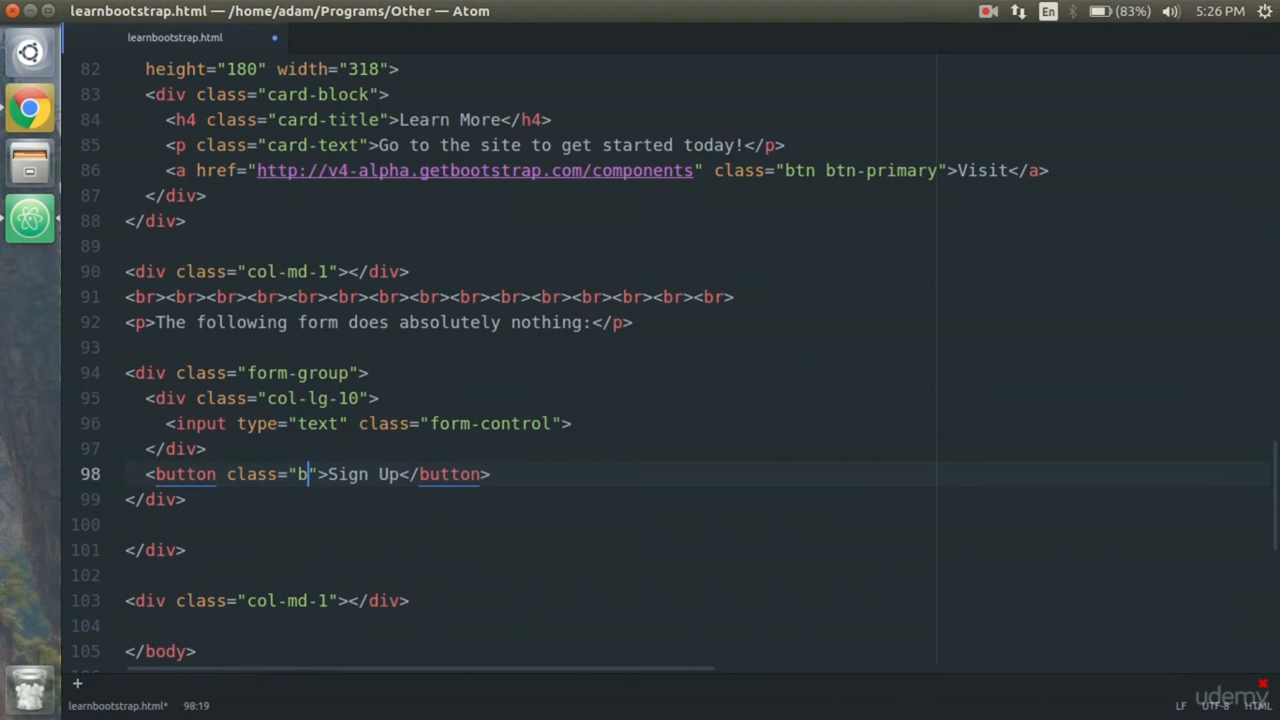 learnbootstrap.html — /home/adam/Programs/Other — Atom
En (83%) 5:26 PM
learnbootstrap.html
82 height="180" width="318">
83 <div class="card-block">
84 <h4 class="card-title">Learn More</h4>
85 <p class="card-text">Go to the site to get started today!</p>
86 <a href="http://v4-alpha.getbootstrap.com/components" class="btn btn-primary">Visit</a>
87 </div>
88 </div>
89
90 <div class="col-md-1"></div>
91 <br><br><br><br><br><br><br><br><br><br><br><br><br><br><br>
92 <p>The following form does absolutely nothing:</p>
93
94 <div class="form-group">
95 <div class="col-lg-10">
96 <input type="text" class="form-control">
97 </div>
98 <button class="b">Sign Up</button>
99 </div>
100
101 </div>
102
103 <div class="col-md-1"></div>
104
105 </body>
+
learnbootstrap.html* 98:19 LF UTF-8 HTML
udemy